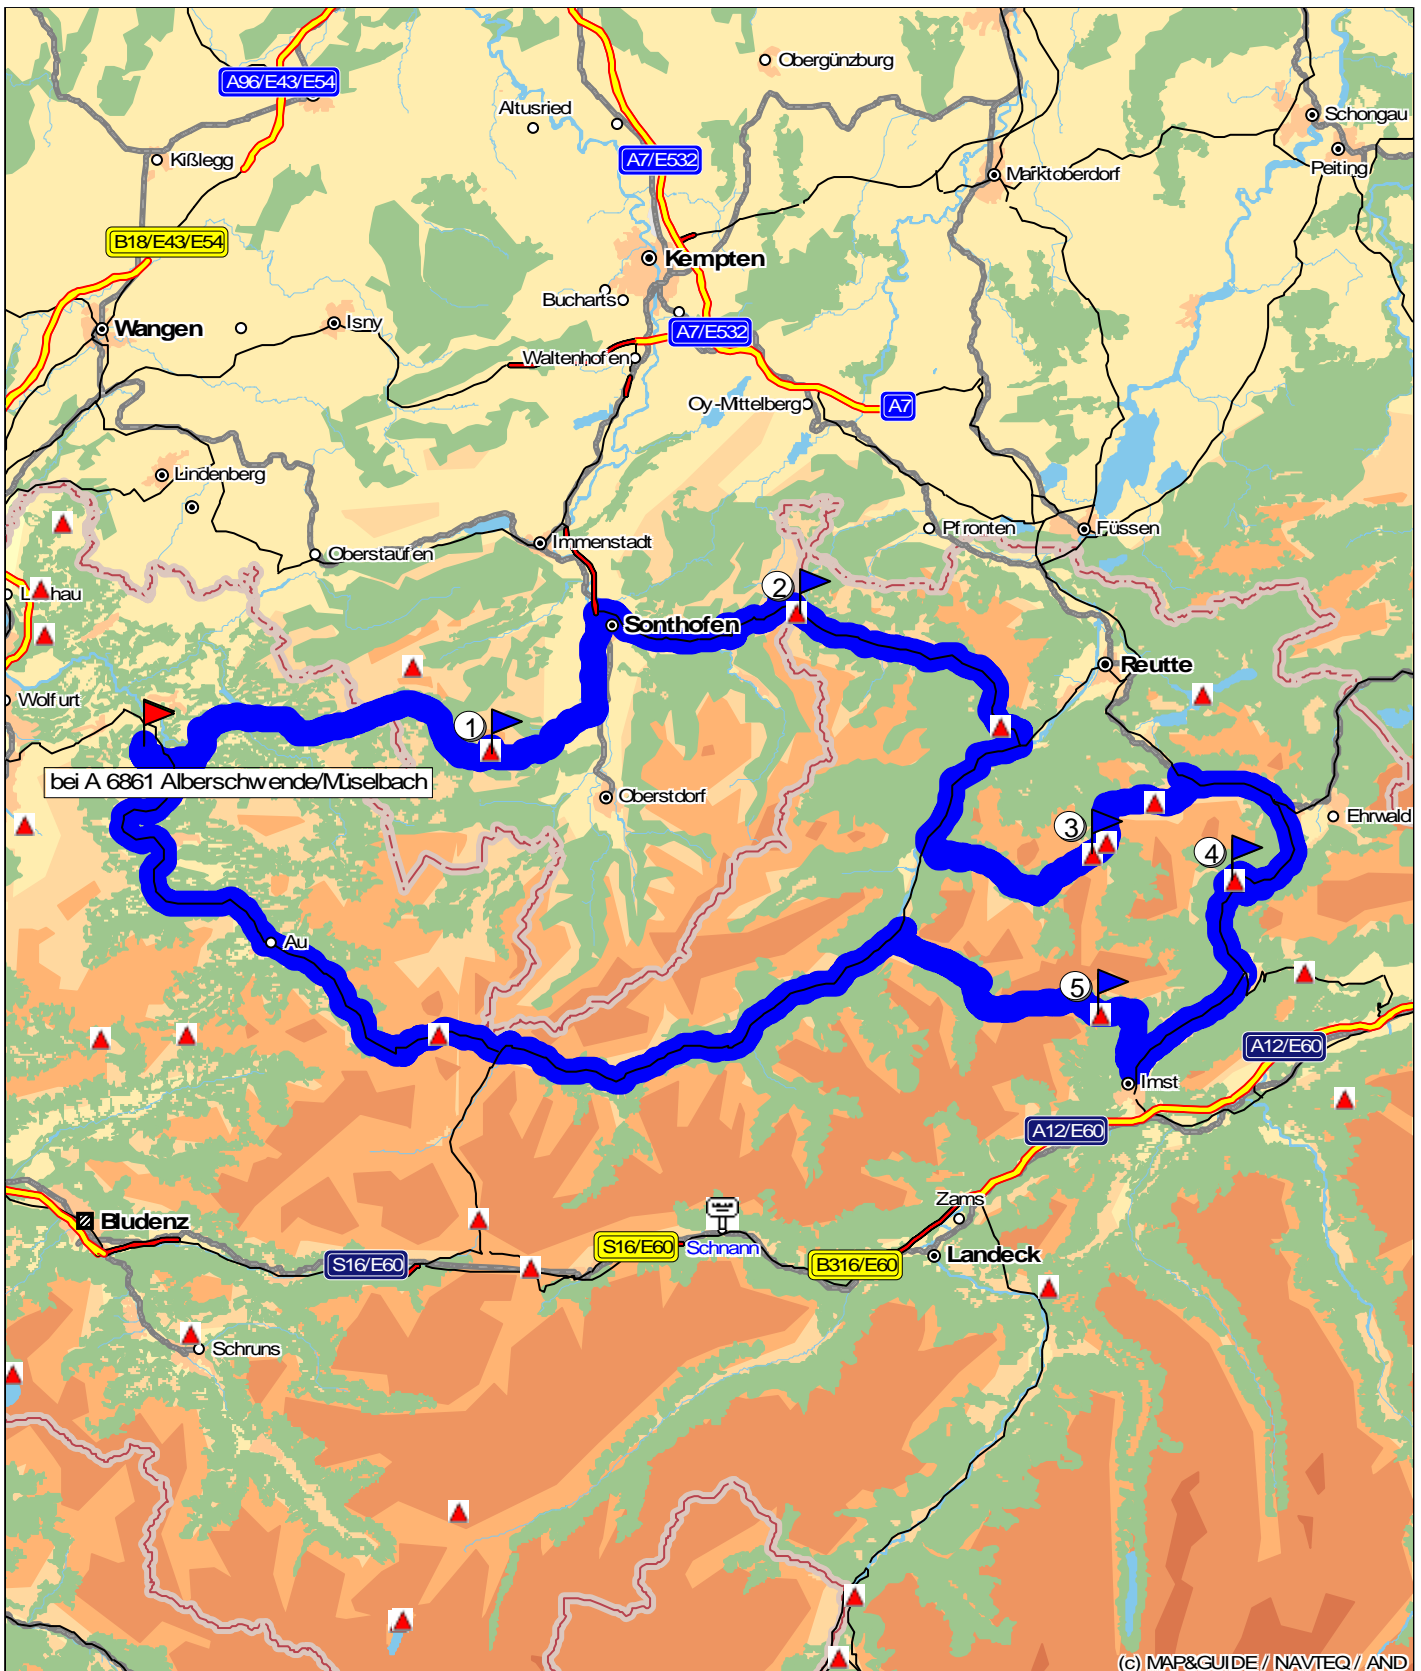 Obergünzburg
A96/E43/E54
Altusried
Schongau
Kißlegg
A7/E532
Peiting
Marktoberdorf
B18/E43/E54
Kempten
Bucharts
Wangen
Isny
A7/E532
Waltenhofen
Oy-Mittelberg
A7
Lindenberg
Pfronten
Füssen
Immenstadt
Oberstaufen
2
Sonthofen
Reutte
Wolfurt
1
bei A 6861 Alberschwende/Müselbach
Oberstdorf
Ehrwald
3
4
Au
5
A12/E60
Imst
A12/E60
Zams
Bludenz
S16/E60
Schnann
Landeck
S16/E60
B316/E60
Schruns
(c) MAP&GUIDE / NAVTEQ / AND